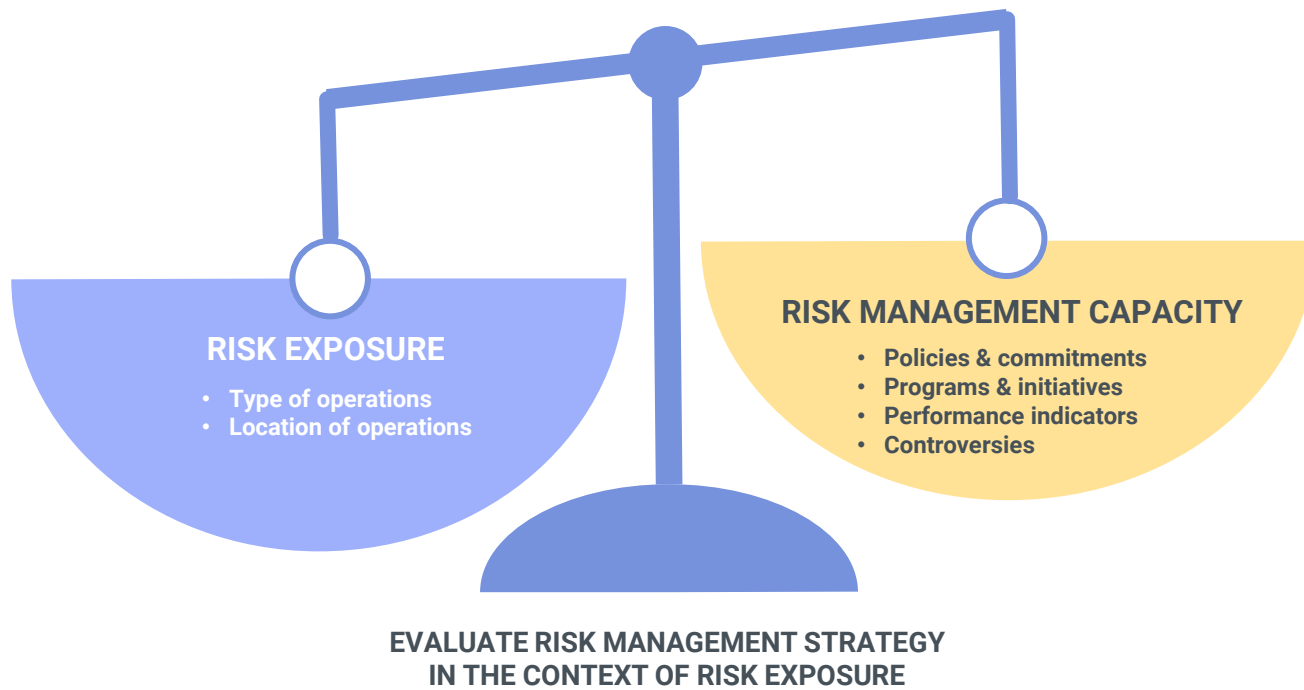 RISK EXPOSURE
• Type of operations
• Location of operations
RISK MANAGEMENT CAPACITY
• Policies & commitments
• Programs & initiatives
• Performance indicators
• Controversies
EVALUATE RISK MANAGEMENT STRATEGY
IN THE CONTEXT OF RISK EXPOSURE